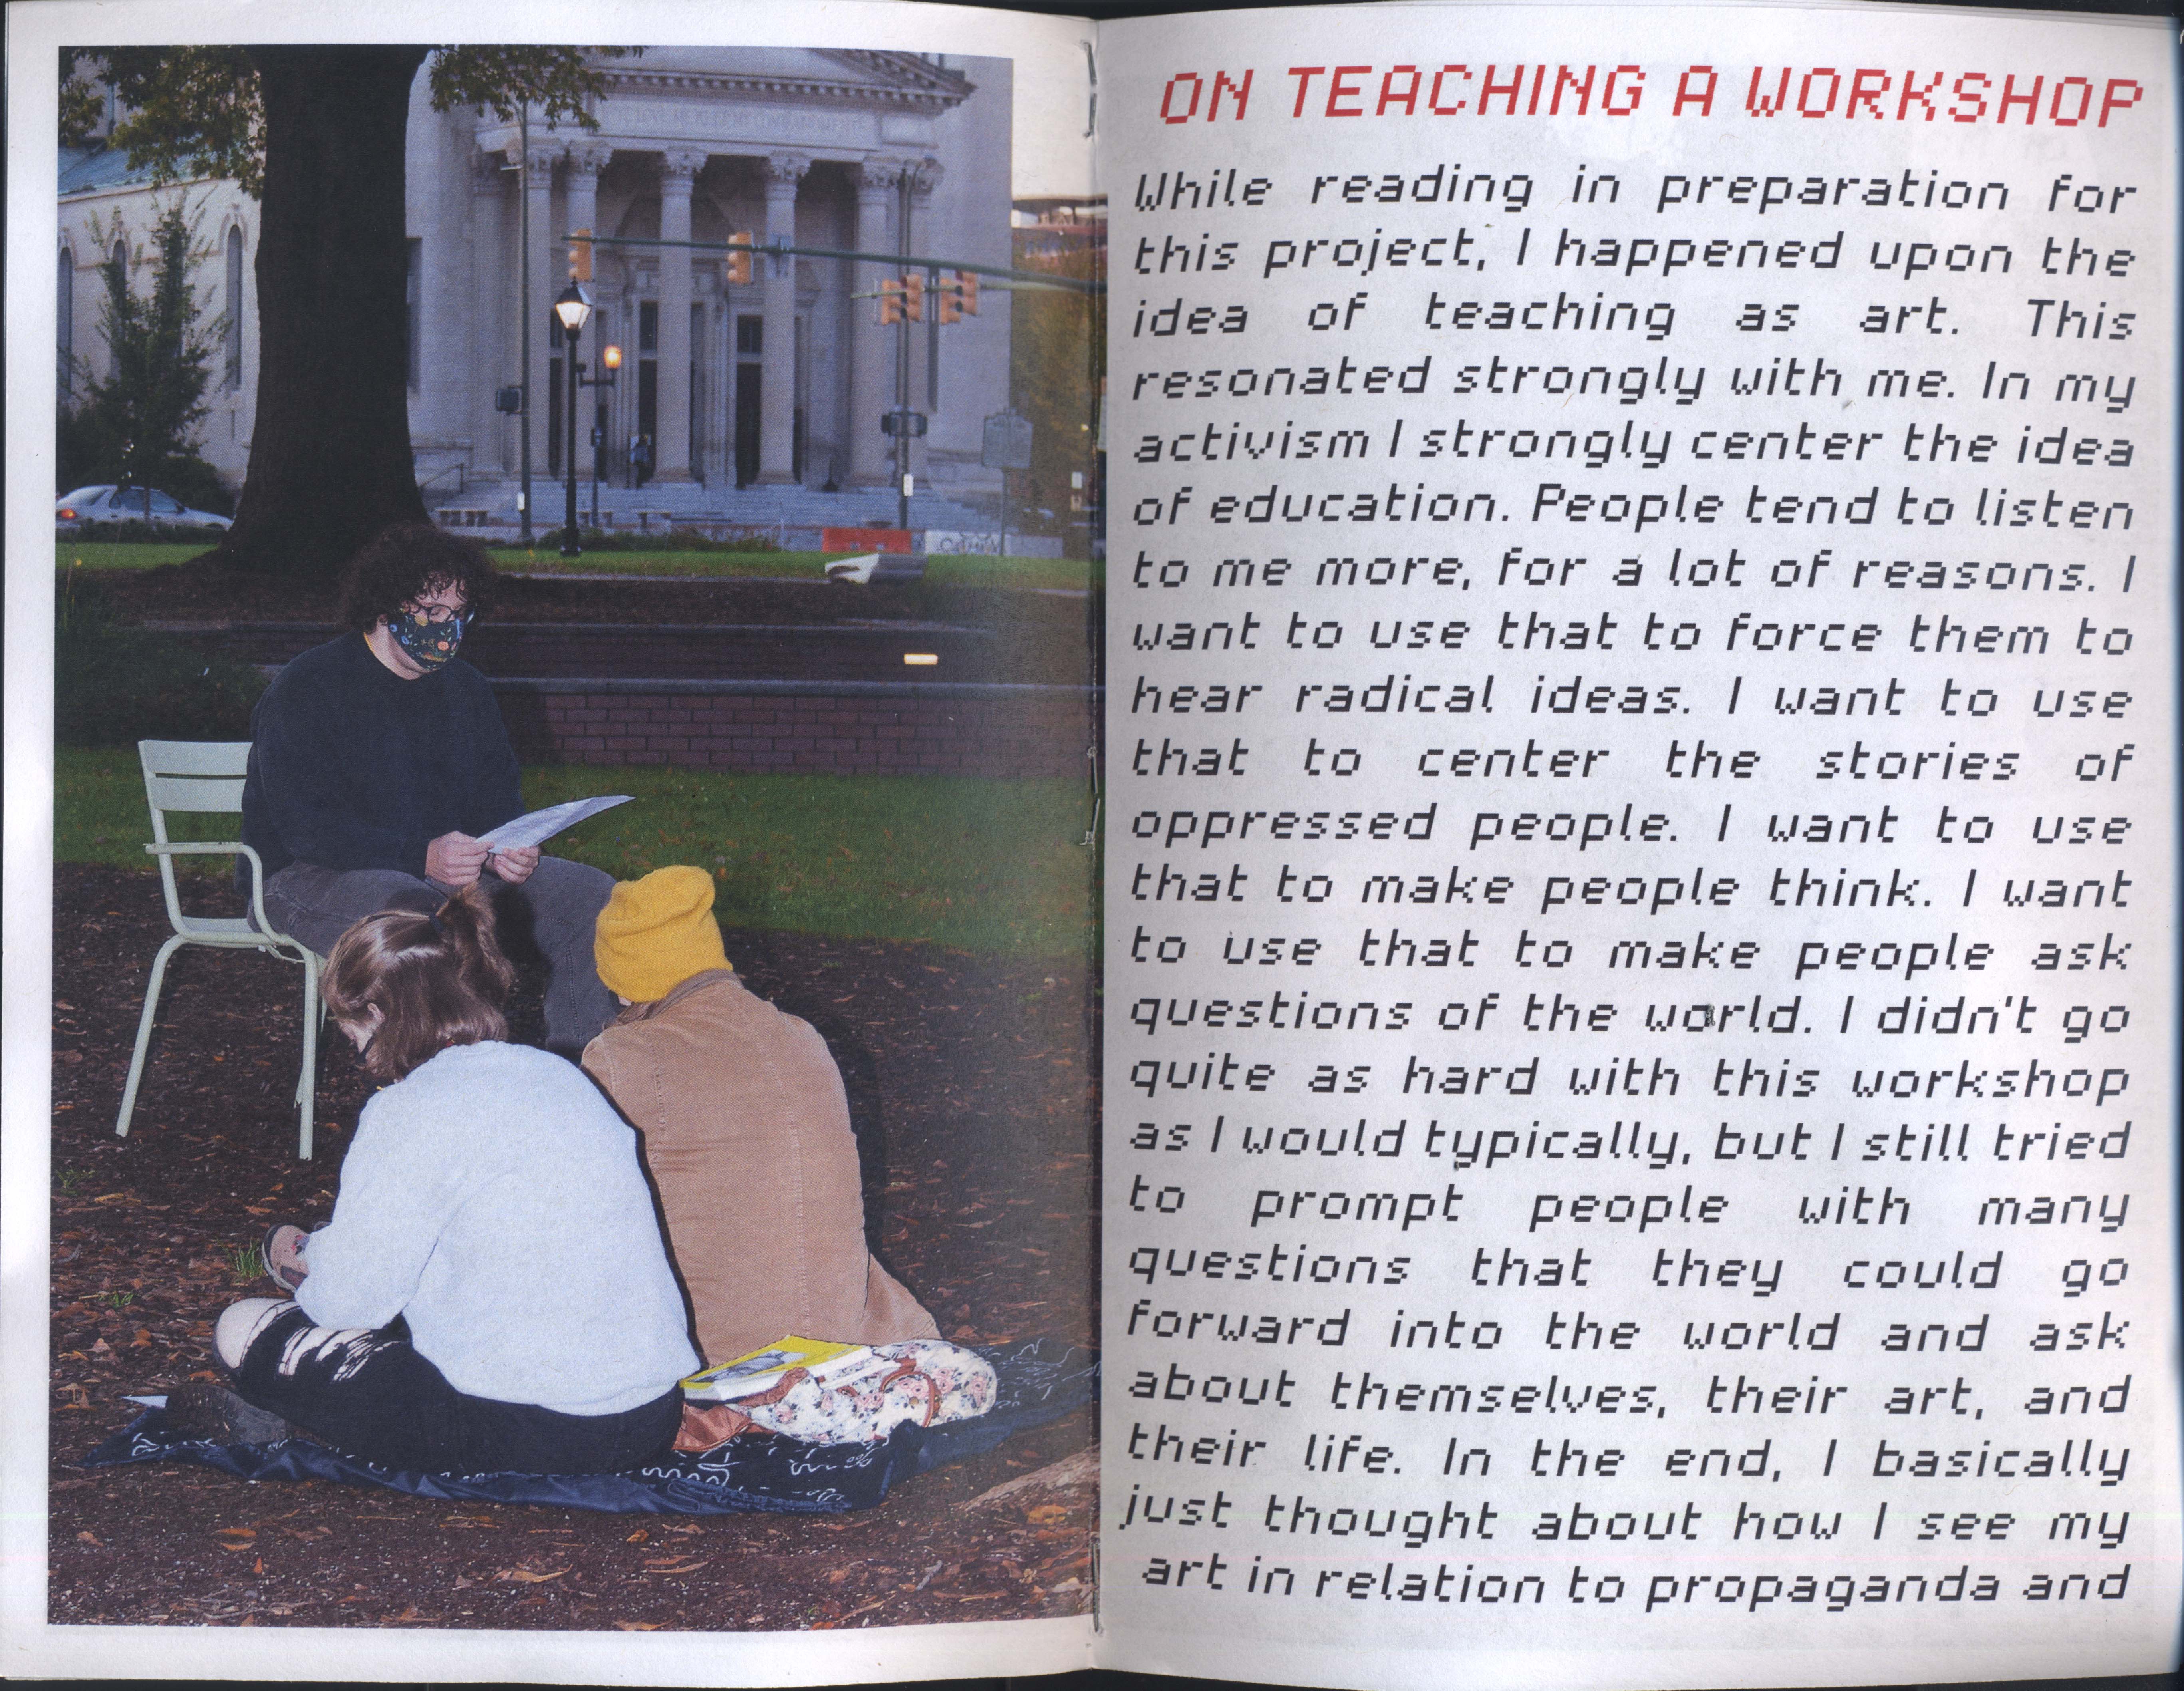 ON TEACHING A WORKSHOP
While reading in preparation for
this project, I happened upon the
idea of teaching as art. This
resonated strongly with me. In my
activism I strongly center the idea
of education. People tend to listen
to me more, for a lot of reasons. I
want to use that to force them to
hear radical ideas. I want to use
that to center the stories of
oppressed people. I want to use
that to make people think. I want
to use that to make people ask
questions of the world. I didn't go
quite as hard with this workshop
as I would typically, but I still tried
to prompt people with many
questions that they could go
forward into the world and ask
about themselves, their art, and
their life. In the end, I basically
just thought about how I see my
art in relation to propaganda and